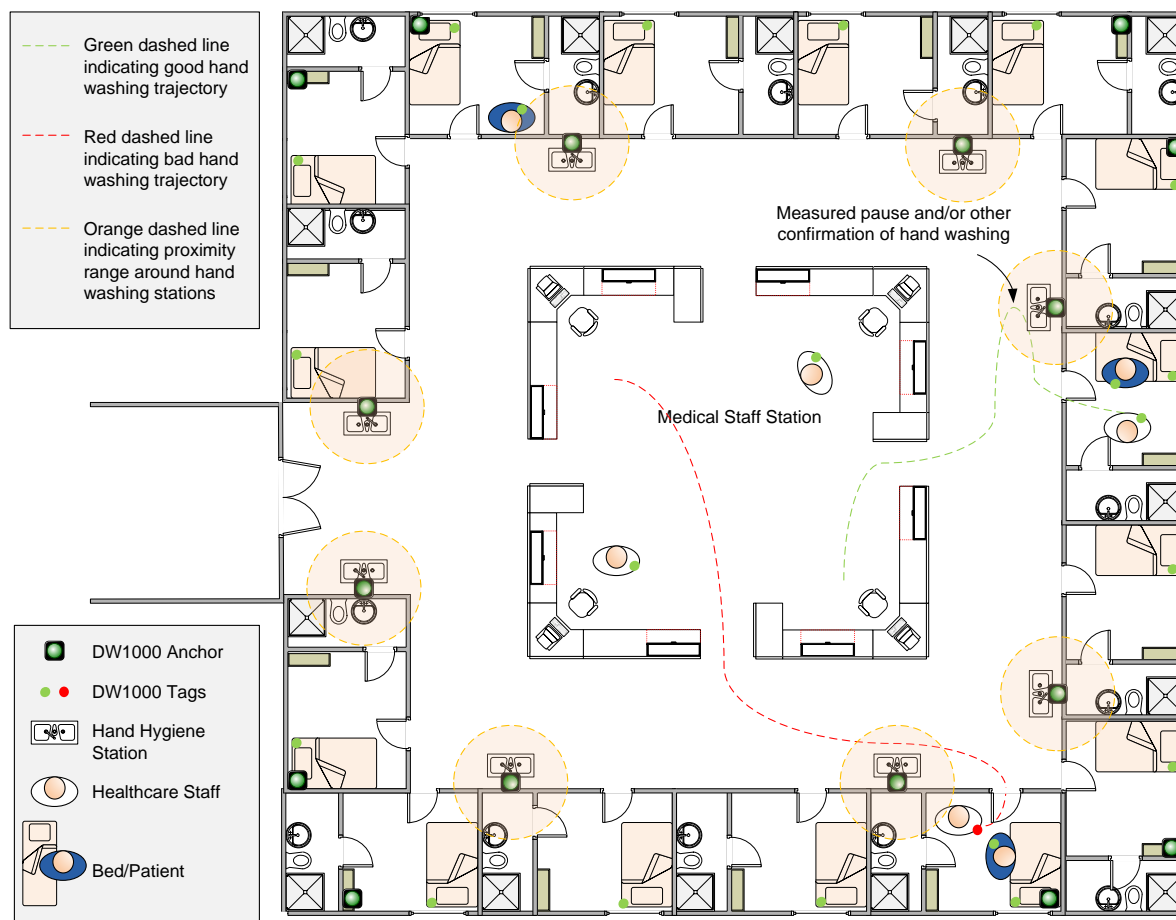 Green dashed line
indicating good hand
washing trajectory
Red dashed line
indicating bad hand
washing trajectory
Orange dashed line
indicating proximity
range around hand
washing stations
Measured pause and/or other
confirmation of hand washing
Medical Staff Station
DW1000 Anchor
DW1000 Tags
Hand Hygiene
Station
Healthcare Staff
Bed/Patient